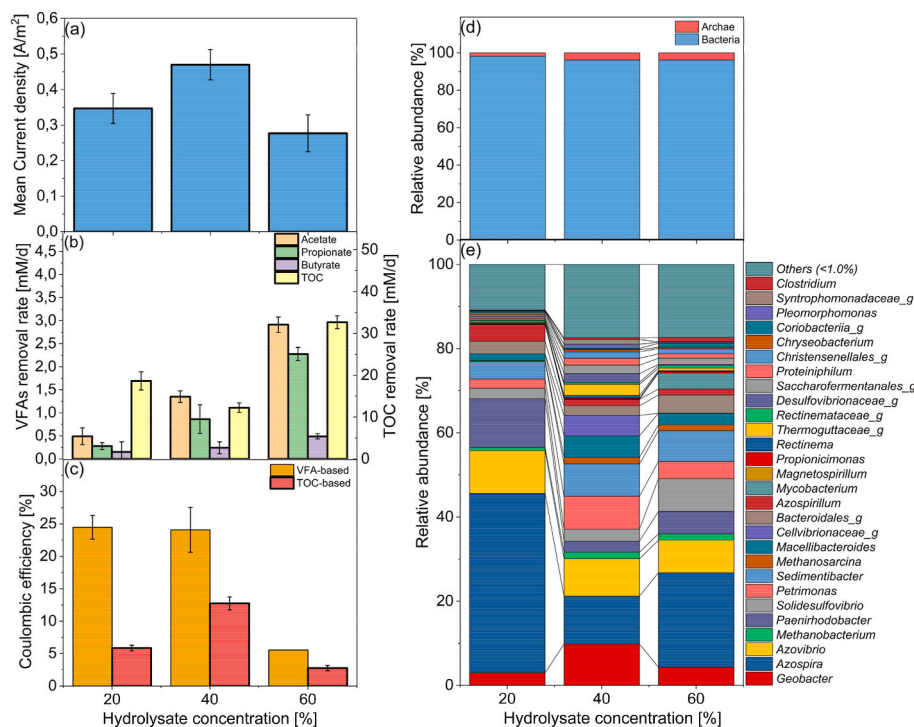 (a)
Mean Current density [A/m²]
0,6
0,5
0,4
0,3
0,2
0,1
0,0
(b)
VFAs removal rate [mM/d]
4,5
4,0
3,5
3,0
2,5
2,0
1,5
1,0
0,5
0,0
Acetate
Propionate
Butyrate
TOC
50
40
30
20
10
0
TOC removal rate [mM/d]
(c)
Coulombic efficiency [%]
30
25
20
15
10
5
0
VFA-based
TOC-based
20
40
60
Hydrolysate concentration [%]
(d)
Archae
Bacteria
Relative abundance [%]
100
80
60
40
20
0
(e)
Relative abundance [%]
100
80
60
40
20
0
20
40
60
Hydrolysate concentration [%]
Others (<1.0%)
Clostridium
Syntrophomonadaceae_g
Pleomorphomonas
Coriobacteriia_g
Chryseobacterium
Christensenellales_g
Proteiniphilum
Saccharofermentanales_g
Desulfovibrionaceae_g
Rectinemataceae_g
Thermoguttaceae_g
Rectinema
Propionicimonas
Magnetospirillum
Mycobacterium
Azospirillum
Bacteroidales_g
Cellvibrionaceae_g
Macellibacteroides
Methanosarcina
Sedimentibacter
Petrimonas
Solidesulfovibrio
Paenirhodobacter
Methanobacterium
Azovibrio
Azospira
Geobacter